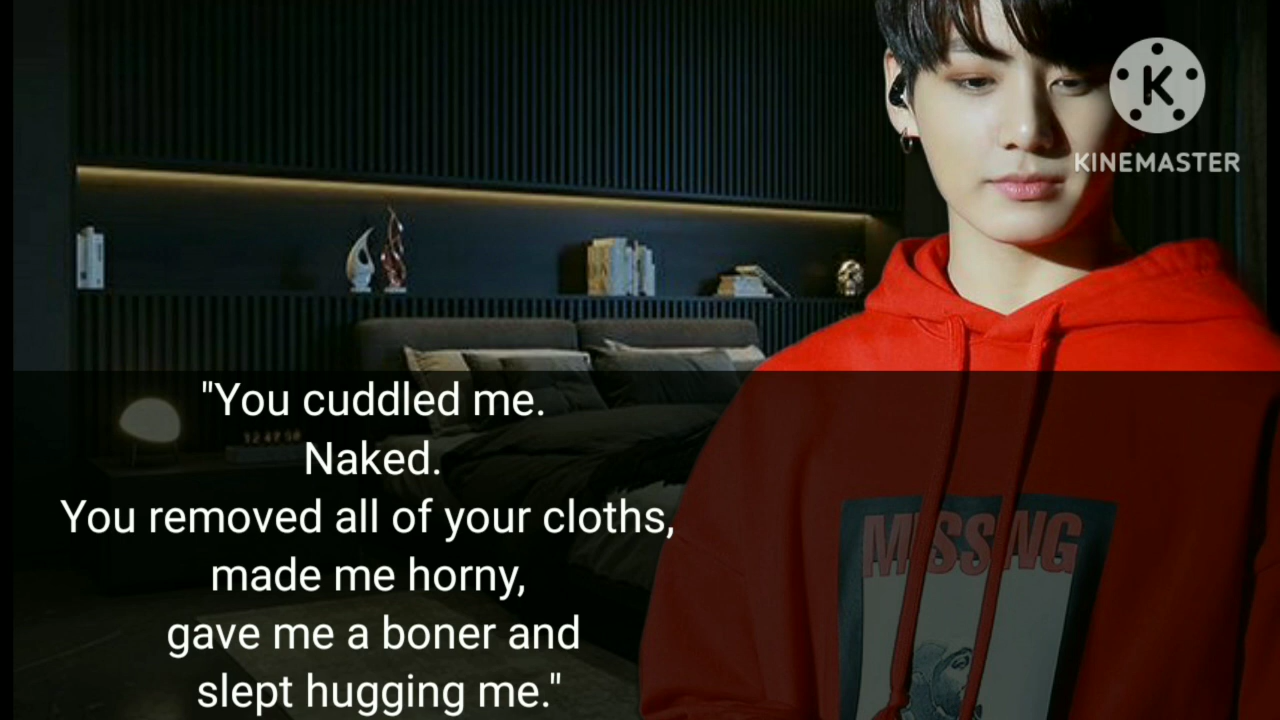 K
KINEMASTER
"You cuddled me.
Naked.
You removed all of your cloths,
made me horny,
gave me a boner and
slept hugging me."
MISSING